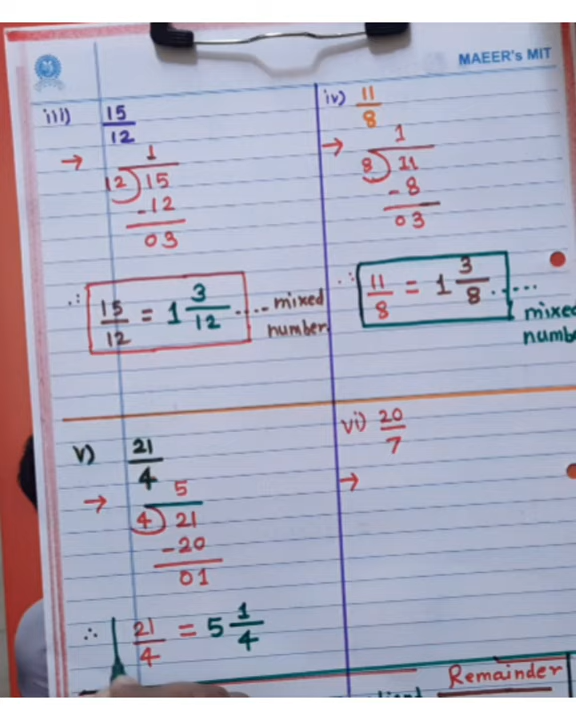 MAEER's MIT
iii) 15/12
→ 1
12)15
-12
03
∴ 15/12 = 1 3/12 .... mixed
number
iv) 11/8
→ 1
8)11
-8
03
∴ 11/8 = 1 3/8 .....
mixed
numb
v) 21/4
→ 5
4)21
-20
01
∴ 21/4 = 5 1/4
vi) 20/7
→
Remainder